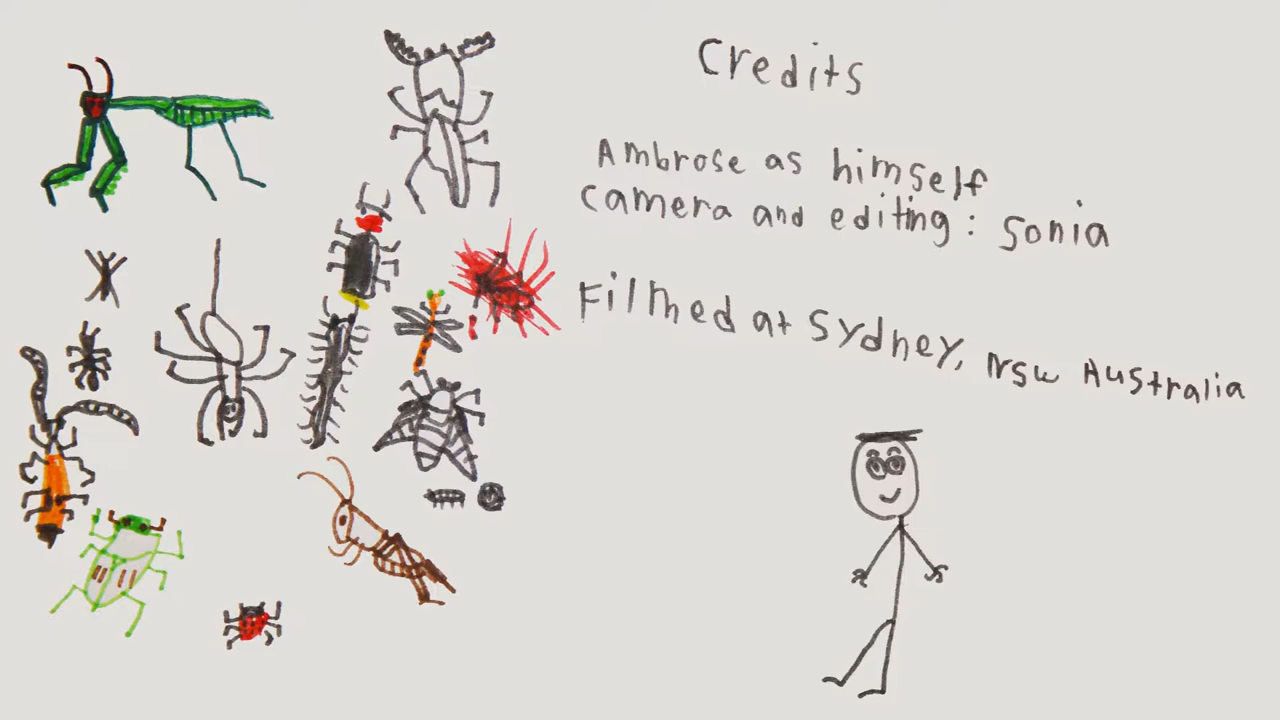 Credits
Ambrose as himself
camera and editing: Sonia
Filmed at Sydney, NSW Australia